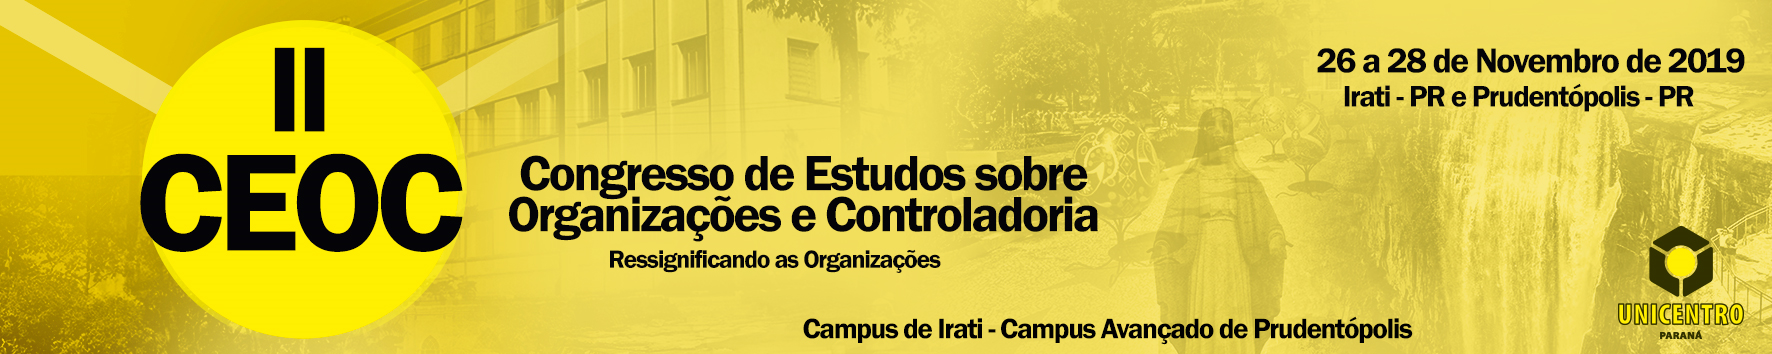 II
CEOC
Congresso de Estudos sobre
Organizações e Controladoria
Ressignificando as Organizações
26 a 28 de Novembro de 2019
Irati - PR e Prudentópolis - PR
Campus de Irati - Campus Avançado de Prudentópolis
UNICENTRO
PARANÁ